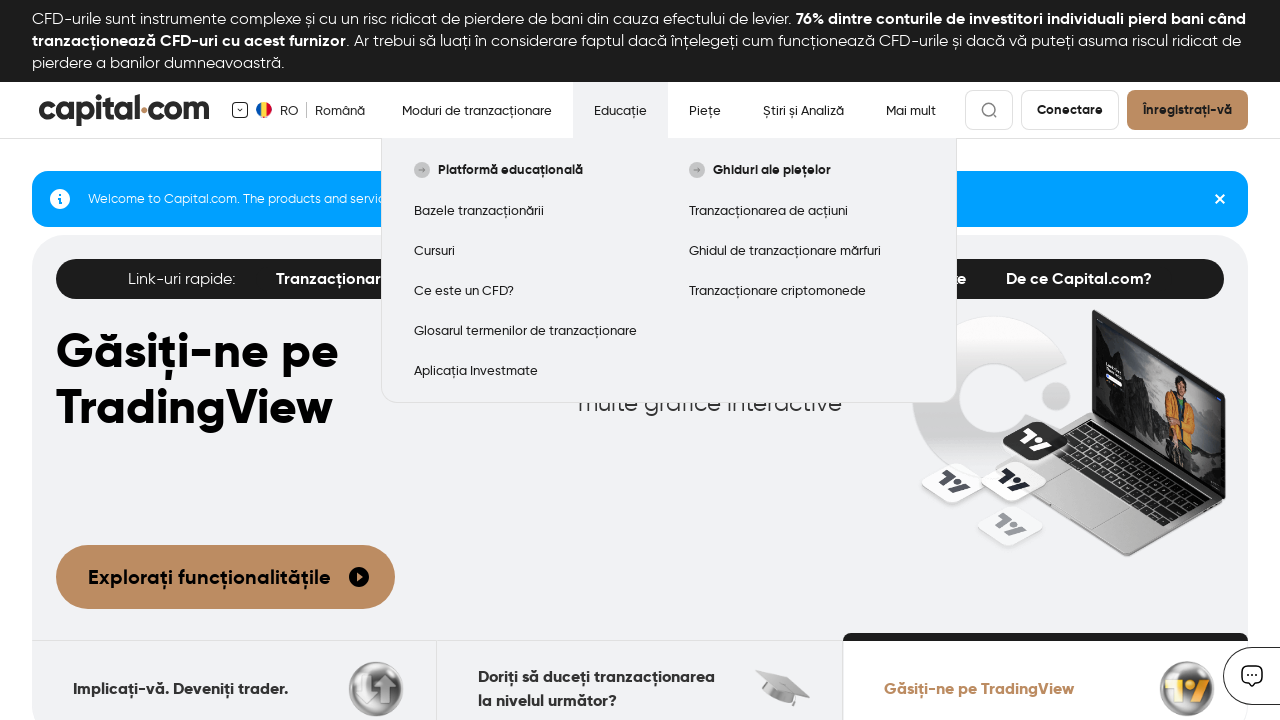 CFD-urile sunt instrumente complexe și cu un risc ridicat de pierdere de bani din cauza efectului de levier. 76% dintre conturile de investitori individuali pierd bani când
tranzacționează CFD-uri cu acest furnizor. Ar trebui să luați în considerare faptul dacă înțelegeți cum funcționează CFD-urile și dacă vă puteți asuma riscul ridicat de
pierdere a banilor dumneavoastră.
capital.com RO Română Moduri de tranzacționare Educație Piețe Știri și Analiză Mai mult Conectare Înregistrați-vă
Platformă educațională Ghiduri ale piețelor
Welcome to Capital.com. The products and servic
Bazele tranzacționării Tranzacționarea de acțiuni
Cursuri Ghidul de tranzacționare mărfuri
Link-uri rapide: Tranzacționar De ce Capital.com?
Ce este un CFD? Tranzacționare criptomonede
Glosarul termenilor de tranzacționare
Aplicația Investmate
Găsiți-ne pe
TradingView
multe grafice interactive
Explorați funcționalitățile
Implicați-vă. Deveniți trader.
Doriți să duceți tranzacționarea
la nivelul următor?
Găsiți-ne pe TradingView